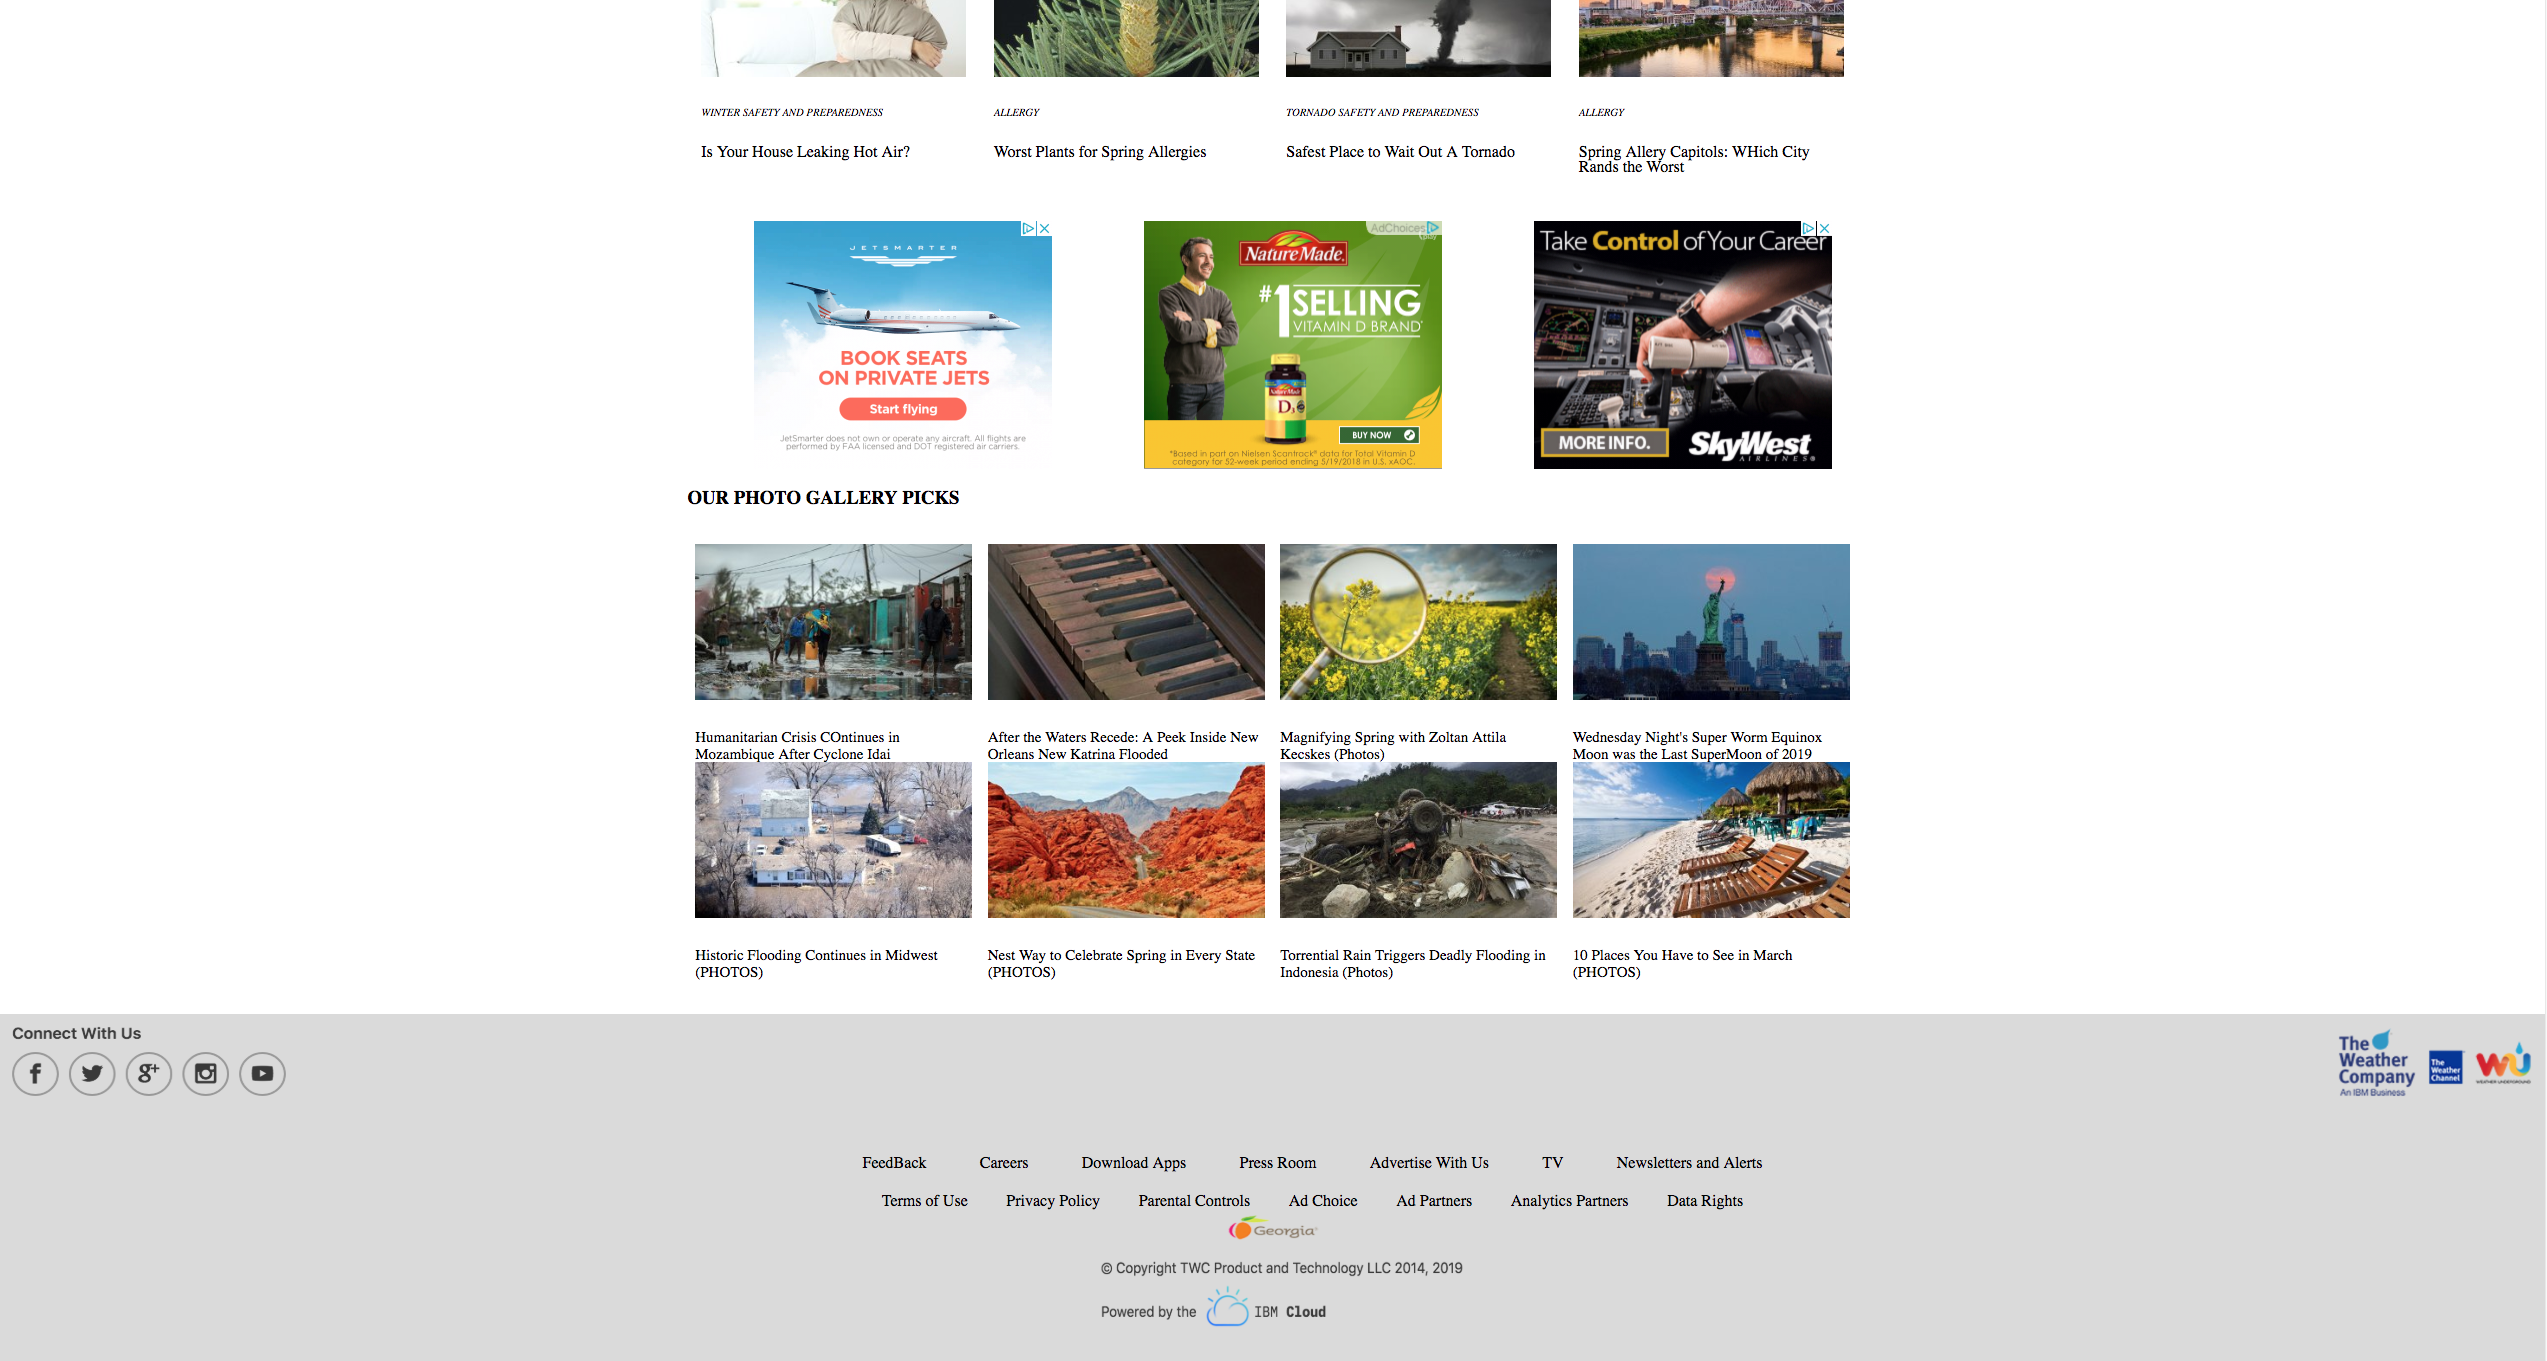 WINTER SAFETY AND PREPAREDNESS
Is Your House Leaking Hot Air?
ALLERGY
Worst Plants for Spring Allergies
TORNADO SAFETY AND PREPAREDNESS
Safest Place to Wait Out A Tornado
ALLERGY
Spring Allery Capitols: WHich City
Rands the Worst
JETSMARTER
BOOK SEATS
ON PRIVATE JETS
Start flying
JetSmarter does not own or operate any aircraft. All flights are
performed by FAA licensed and DOT registered air carriers.
AdChoices
Nature Made
#1 SELLING
VITAMIN D BRAND*
Nature Made
D3
BUY NOW
*Based in part on Nielsen Scantrack® data for Total Vitamin D
category for 52-week period ending 5/19/2018 in U.S. xAOC.
Take Control of Your Career
MORE INFO.
SkyWest
AIRLINES®
OUR PHOTO GALLERY PICKS
Humanitarian Crisis COntinues in
Mozambique After Cyclone Idai
After the Waters Recede: A Peek Inside New
Orleans New Katrina Flooded
Magnifying Spring with Zoltan Attila
Kecskes (Photos)
Wednesday Night's Super Worm Equinox
Moon was the Last SuperMoon of 2019
Historic Flooding Continues in Midwest
(PHOTOS)
Nest Way to Celebrate Spring in Every State
(PHOTOS)
Torrential Rain Triggers Deadly Flooding in
Indonesia (Photos)
10 Places You Have to See in March
(PHOTOS)
Connect With Us
The
Weather
Company
An IBM Business
The
Weather
Channel
WU
WEATHER UNDERGROUND
FeedBack Careers Download Apps Press Room Advertise With Us TV Newsletters and Alerts
Terms of Use Privacy Policy Parental Controls Ad Choice Ad Partners Analytics Partners Data Rights
Georgia
© Copyright TWC Product and Technology LLC 2014, 2019
Powered by the IBM Cloud